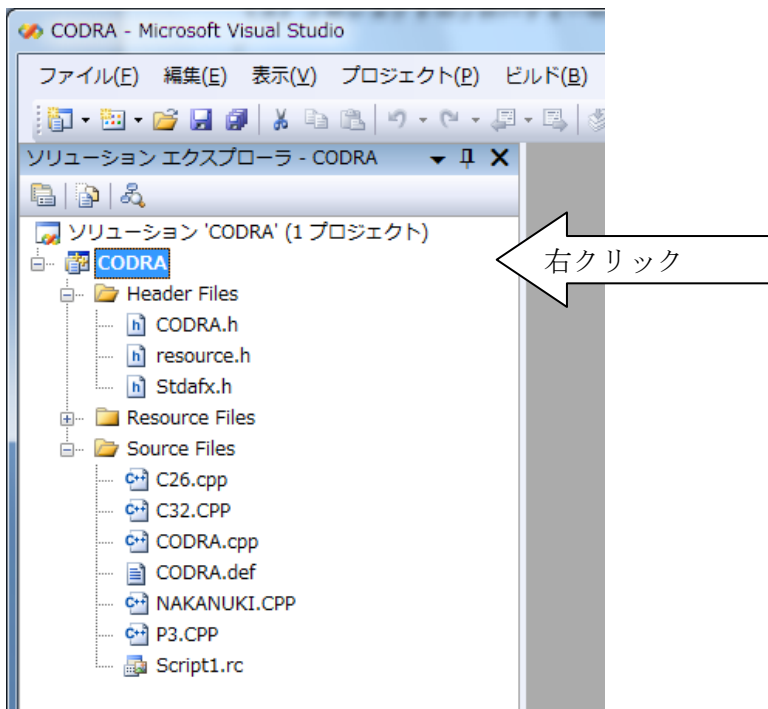 CODRA - Microsoft Visual Studio
ファイル(F) 編集(E) 表示(V) プロジェクト(P) ビルド(B)
ソリューション エクスプローラ - CODRA
ソリューション 'CODRA' (1 プロジェクト)
CODRA
右クリック
Header Files
CODRA.h
resource.h
Stdafx.h
Resource Files
Source Files
C26.cpp
C32.CPP
CODRA.cpp
CODRA.def
NAKANUKI.CPP
P3.CPP
Script1.rc